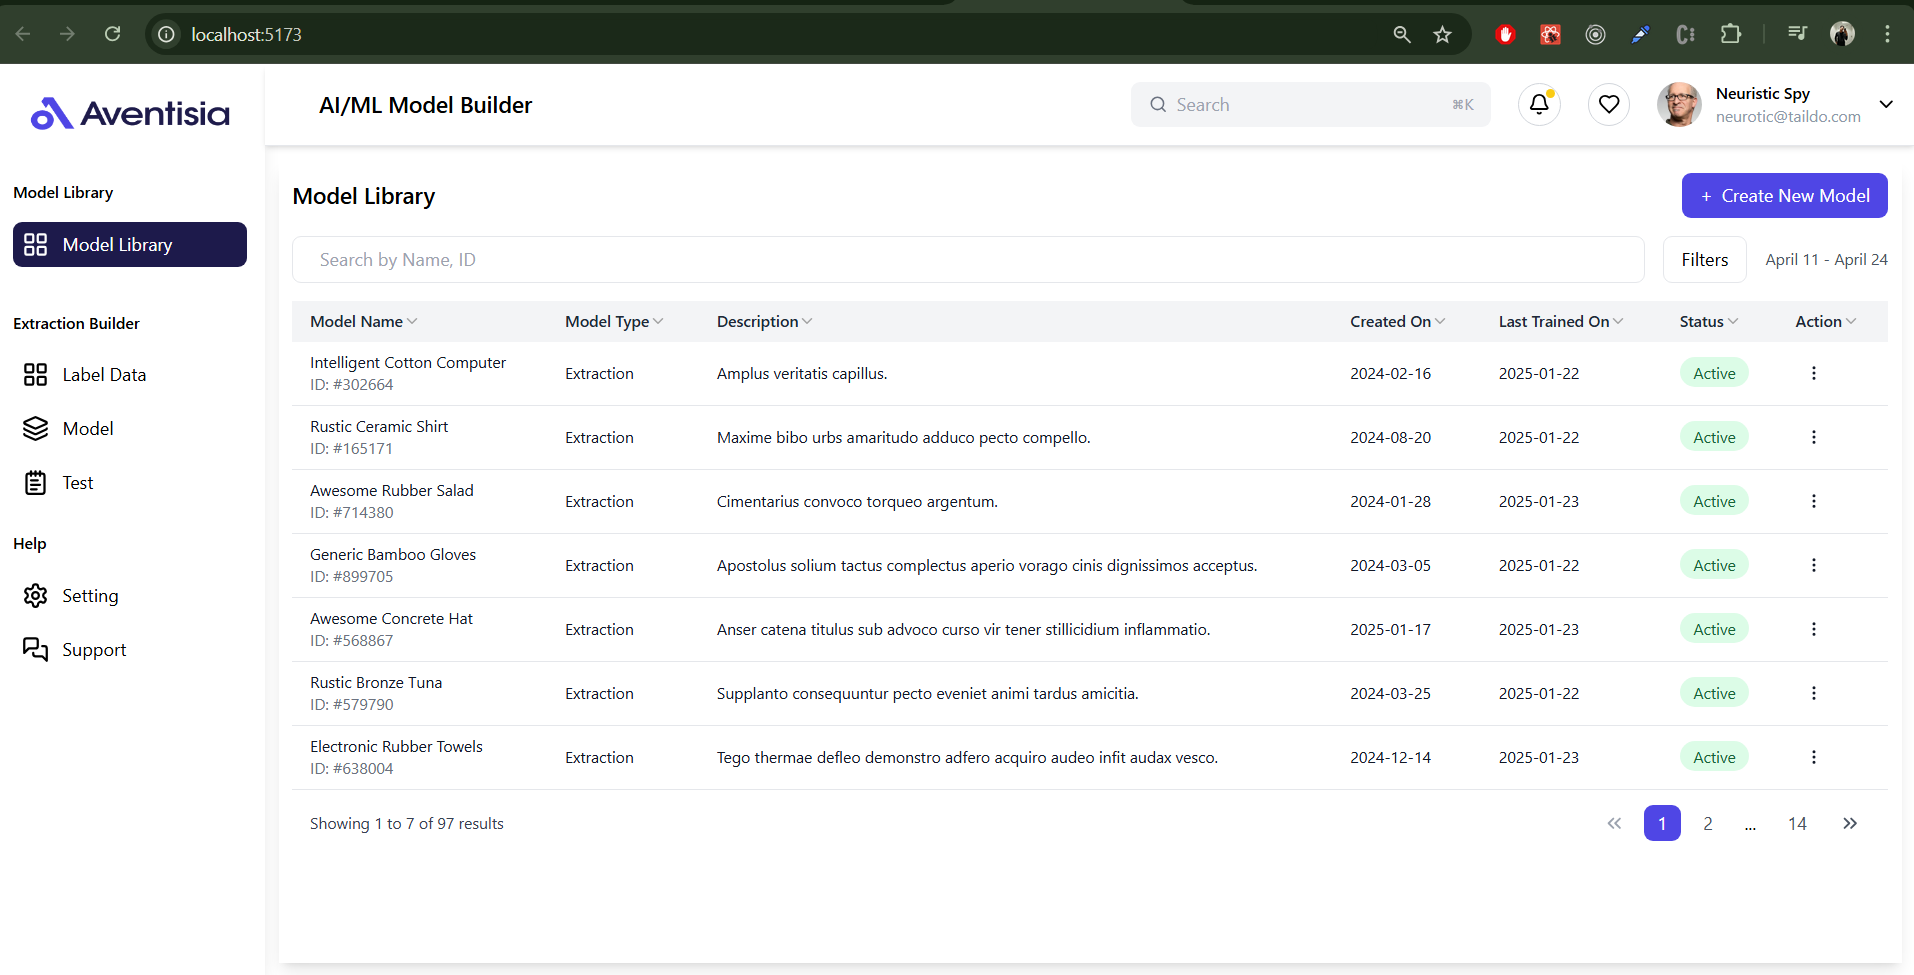 localhost:5173
Aventisia
AI/ML Model Builder
Search
⌘K
Neuristic Spy
neurotic@taildo.com
Model Library
Model Library
Extraction Builder
Label Data
Model
Test
Help
Setting
Support
Model Library
+ Create New Model
Search by Name, ID
Filters
April 11 - April 24
Model Name Model Type Description Created On Last Trained On Status Action
Intelligent Cotton Computer
ID: #302664
Extraction Amplus veritatis capillus. 2024-02-16 2025-01-22 Active
Rustic Ceramic Shirt
ID: #165171
Extraction Maxime bibo urbs amaritudo adduco pecto compello. 2024-08-20 2025-01-22 Active
Awesome Rubber Salad
ID: #714380
Extraction Cimentarius convoco torqueo argentum. 2024-01-28 2025-01-23 Active
Generic Bamboo Gloves
ID: #899705
Extraction Apostolus solium tactus complectus aperio vorago cinis dignissimos acceptus. 2024-03-05 2025-01-22 Active
Awesome Concrete Hat
ID: #568867
Extraction Anser catena titulus sub advoco curso vir tener stillicidium inflammatio. 2025-01-17 2025-01-23 Active
Rustic Bronze Tuna
ID: #579790
Extraction Supplanto consequuntur pecto eveniet animi tardus amicitia. 2024-03-25 2025-01-22 Active
Electronic Rubber Towels
ID: #638004
Extraction Tego thermae defleo demonstro adfero acquiro audeo infit audax vesco. 2024-12-14 2025-01-23 Active
Showing 1 to 7 of 97 results
« 1 2 ... 14 »